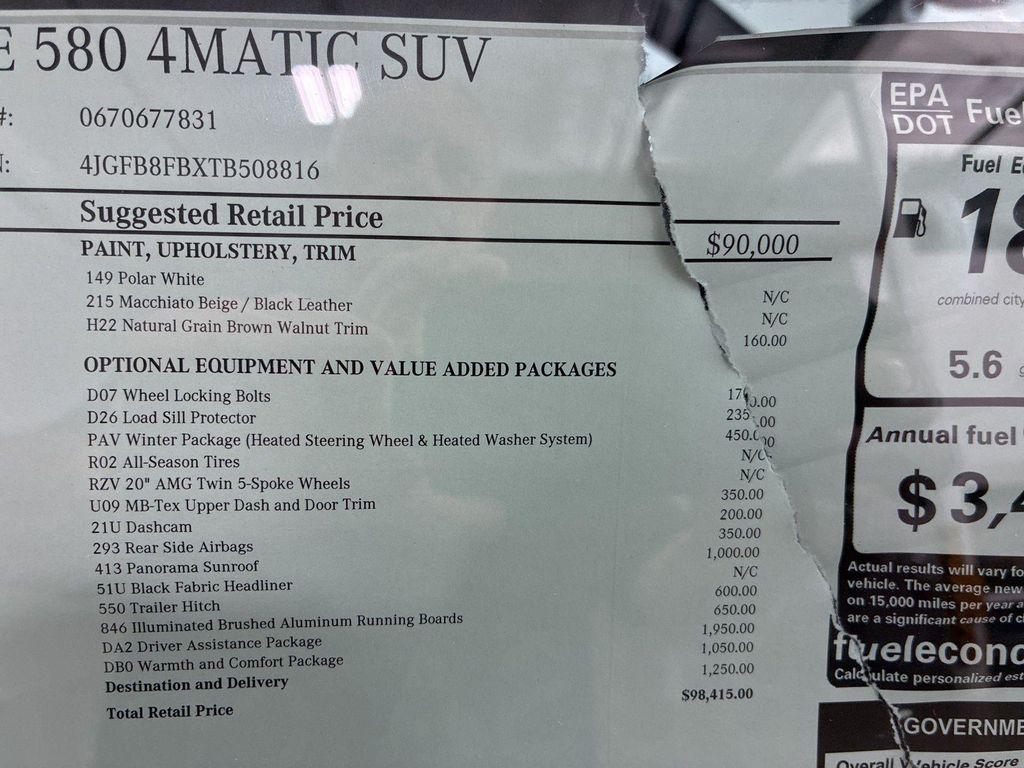 580 4MATIC SUV
#: 0670677831
4JGFB8FBXTB508816
Suggested Retail Price $90,000
PAINT, UPHOLSTERY, TRIM
149 Polar White N/C
215 Macchiato Beige / Black Leather N/C
H22 Natural Grain Brown Walnut Trim 160.00
OPTIONAL EQUIPMENT AND VALUE ADDED PACKAGES
D07 Wheel Locking Bolts
D26 Load Sill Protector 235.00
PAV Winter Package (Heated Steering Wheel & Heated Washer System) 450.00
R02 All-Season Tires N/C
RZV 20" AMG Twin 5-Spoke Wheels N/C
U09 MB-Tex Upper Dash and Door Trim 350.00
21U Dashcam 200.00
293 Rear Side Airbags 350.00
413 Panorama Sunroof 1,000.00
51U Black Fabric Headliner N/C
550 Trailer Hitch 600.00
846 Illuminated Brushed Aluminum Running Boards 650.00
DA2 Driver Assistance Package 1,950.00
DB0 Warmth and Comfort Package 1,050.00
Destination and Delivery 1,250.00
Total Retail Price $98,415.00
EPA
DOT
Fuel
combined city
5.6
Annual fuel
$3,
Actual results will vary fo
vehicle. The average new
on 15,000 miles per year a
are a significant cause of
fuelecono
Calculate personalized est
GOVERNME
Overall Vehicle Score